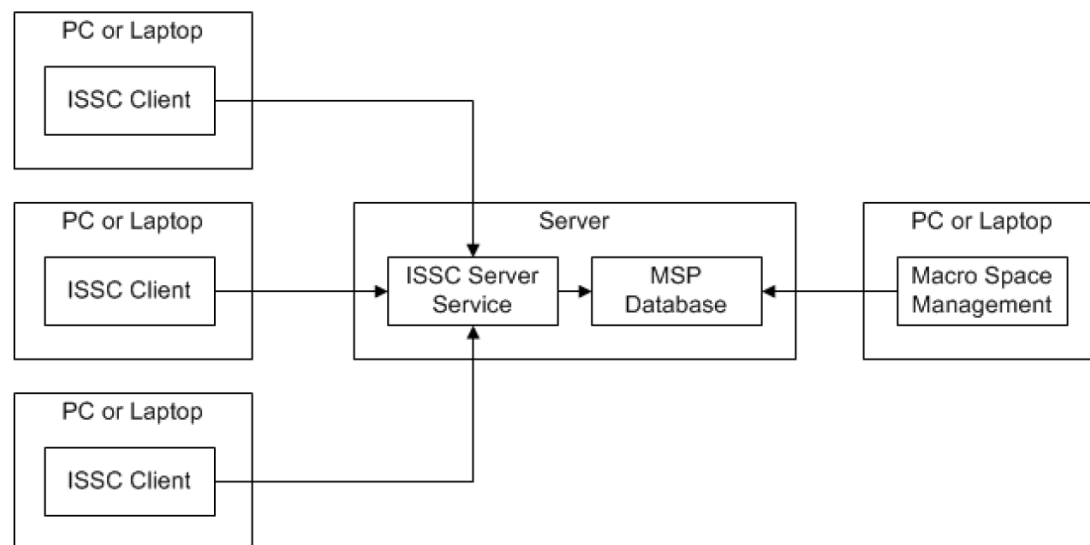 PC or Laptop
ISSC Client
PC or Laptop
ISSC Client
Server
ISSC Server
Service
MSP
Database
PC or Laptop
Macro Space
Management
PC or Laptop
ISSC Client